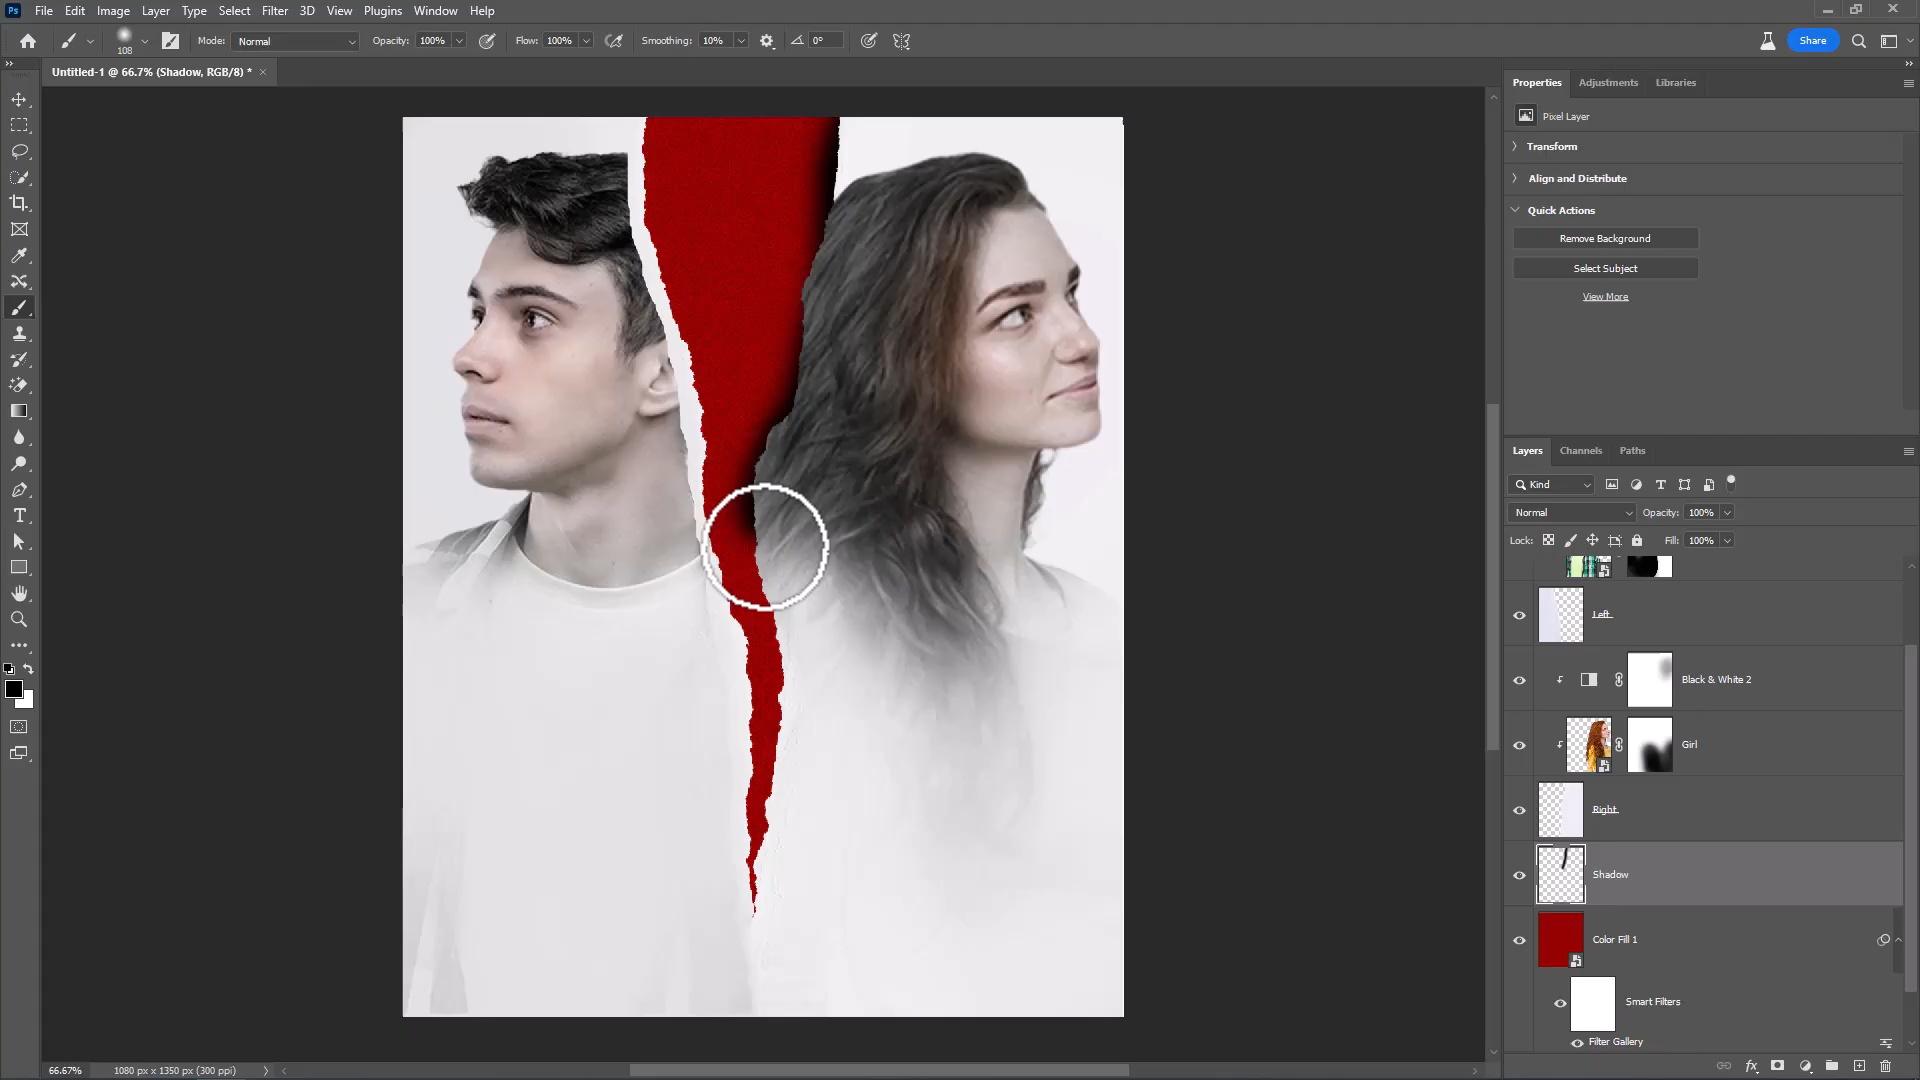 Ps File Edit Image Layer Type Select Filter 3D View Plugins Window Help
108 Mode: Normal Opacity: 100% Flow: 100% Smoothing: 10% 0° Share
Untitled-1 @ 66.7% (Shadow, RGB/8) *
Properties Adjustments Libraries
Pixel Layer
Transform
Align and Distribute
Quick Actions
Remove Background
Select Subject
View More
Layers Channels Paths
Kind
Normal Opacity: 100%
Lock: Fill: 100%
Left
Black & White 2
Girl
Right
Shadow
Color Fill 1
Smart Filters
Filter Gallery
66.67% 1080 px x 1350 px (300 ppi)